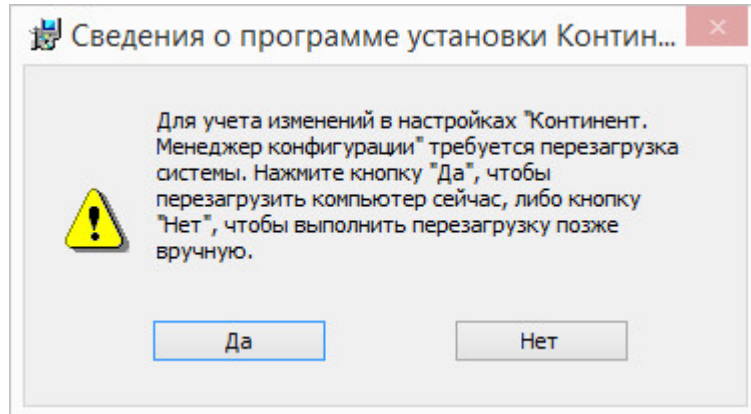 Сведения о программе установки Контин...
Для учета изменений в настройках "Континент.
Менеджер конфигурации" требуется перезагрузка
системы. Нажмите кнопку "Да", чтобы
перезагрузить компьютер сейчас, либо кнопку
"Нет", чтобы выполнить перезагрузку позже
вручную.
Да
Нет